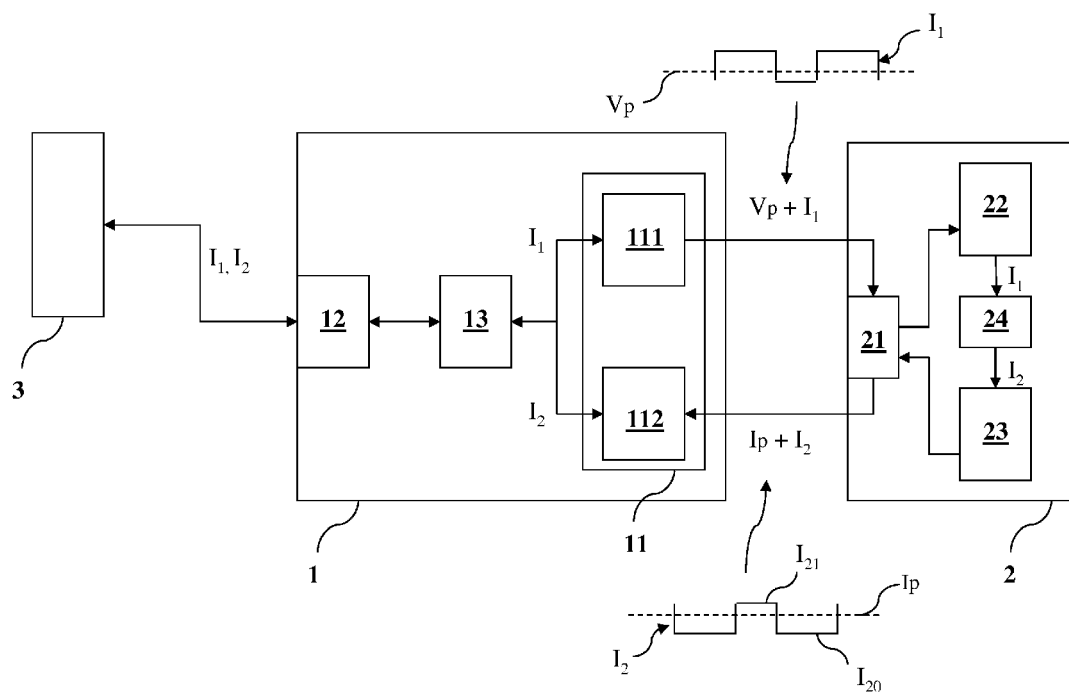 I₁
Vp
Vp + I₁
22
I₁
111
I₁
I₁, I₂
12
13
21
24
I₂
I₂
112
Ip + I₂
23
3
11
1
2
I₂₁
Ip
I₂
I₂₀